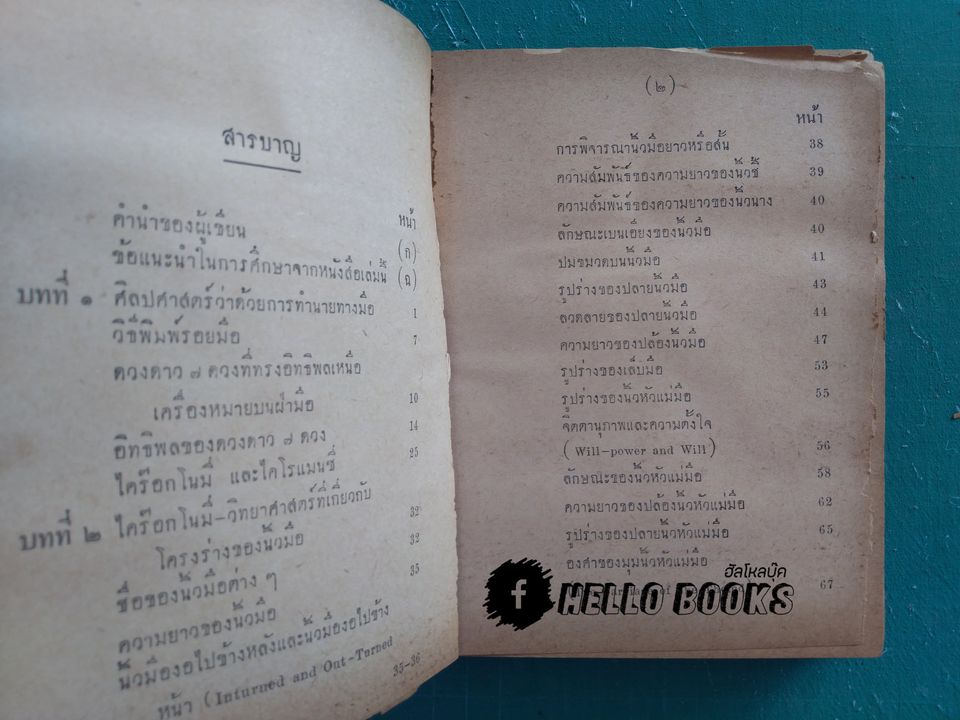 สารบาญ
หน้า
คำนำของผู้เขียน (ก)
ข้อแนะนำในการศึกษาจากหนังสือเล่มนี้ (ฉ)
บทที่ ๑ ศิลปศาสตร์ว่าด้วยการทำนายทางมือ 1
วิธีพิมพ์รอยมือ 7
ดวงดาว ๗ ดวงที่ทรงอิทธิพลเหนือ
เครื่องหมายบนฝ่ามือ 10
อิทธิพลของดวงดาว ๗ ดวง 14
ไคร๊อกโนมี่ และไคโรแมนซี่ 25
บทที่ ๒ ไคร๊อกโนมี่-วิทยาศาสตร์ที่เกี่ยวกับ
โครงร่างของนิ้วมือ 32
ชื่อของนิ้วมือต่าง ๆ 32
ความยาวของนิ้วมือ 35
นิ้วมืองอไปข้างหลังและนิ้วมืองอไปข้าง
หน้า (Inturned and Out-Turned 35-36
(๒)
หน้า
การพิจารณานิ้วมือยาวหรือสั้น 38
ความสัมพันธ์ของความยาวของนิ้วชี้ 39
ความสัมพันธ์ของความยาวของนิ้วนาง 40
ลักษณะเบนเอียงของนิ้วมือ 40
ปมขมวดบนนิ้วมือ 41
รูปร่างของปลายนิ้วมือ 43
ลวดลายของปลายนิ้วมือ 44
ความยาวของปล้องนิ้วมือ 47
รูปร่างของเล็บมือ 53
รูปร่างของนิ้วหัวแม่มือ 55
จิตตานุภาพและความตั้งใจ
(Will-power and Will) 56
ลักษณะของนิ้วหัวแม่มือ 58
ความยาวของปล้องนิ้วหัวแม่มือ 62
รูปร่างของปลายนิ้วหัวแม่มือ 65
องศาของมุมนิ้วหัวแม่มือ
67
f ฮัลโหลบุ๊ค
HELLO BOOKS